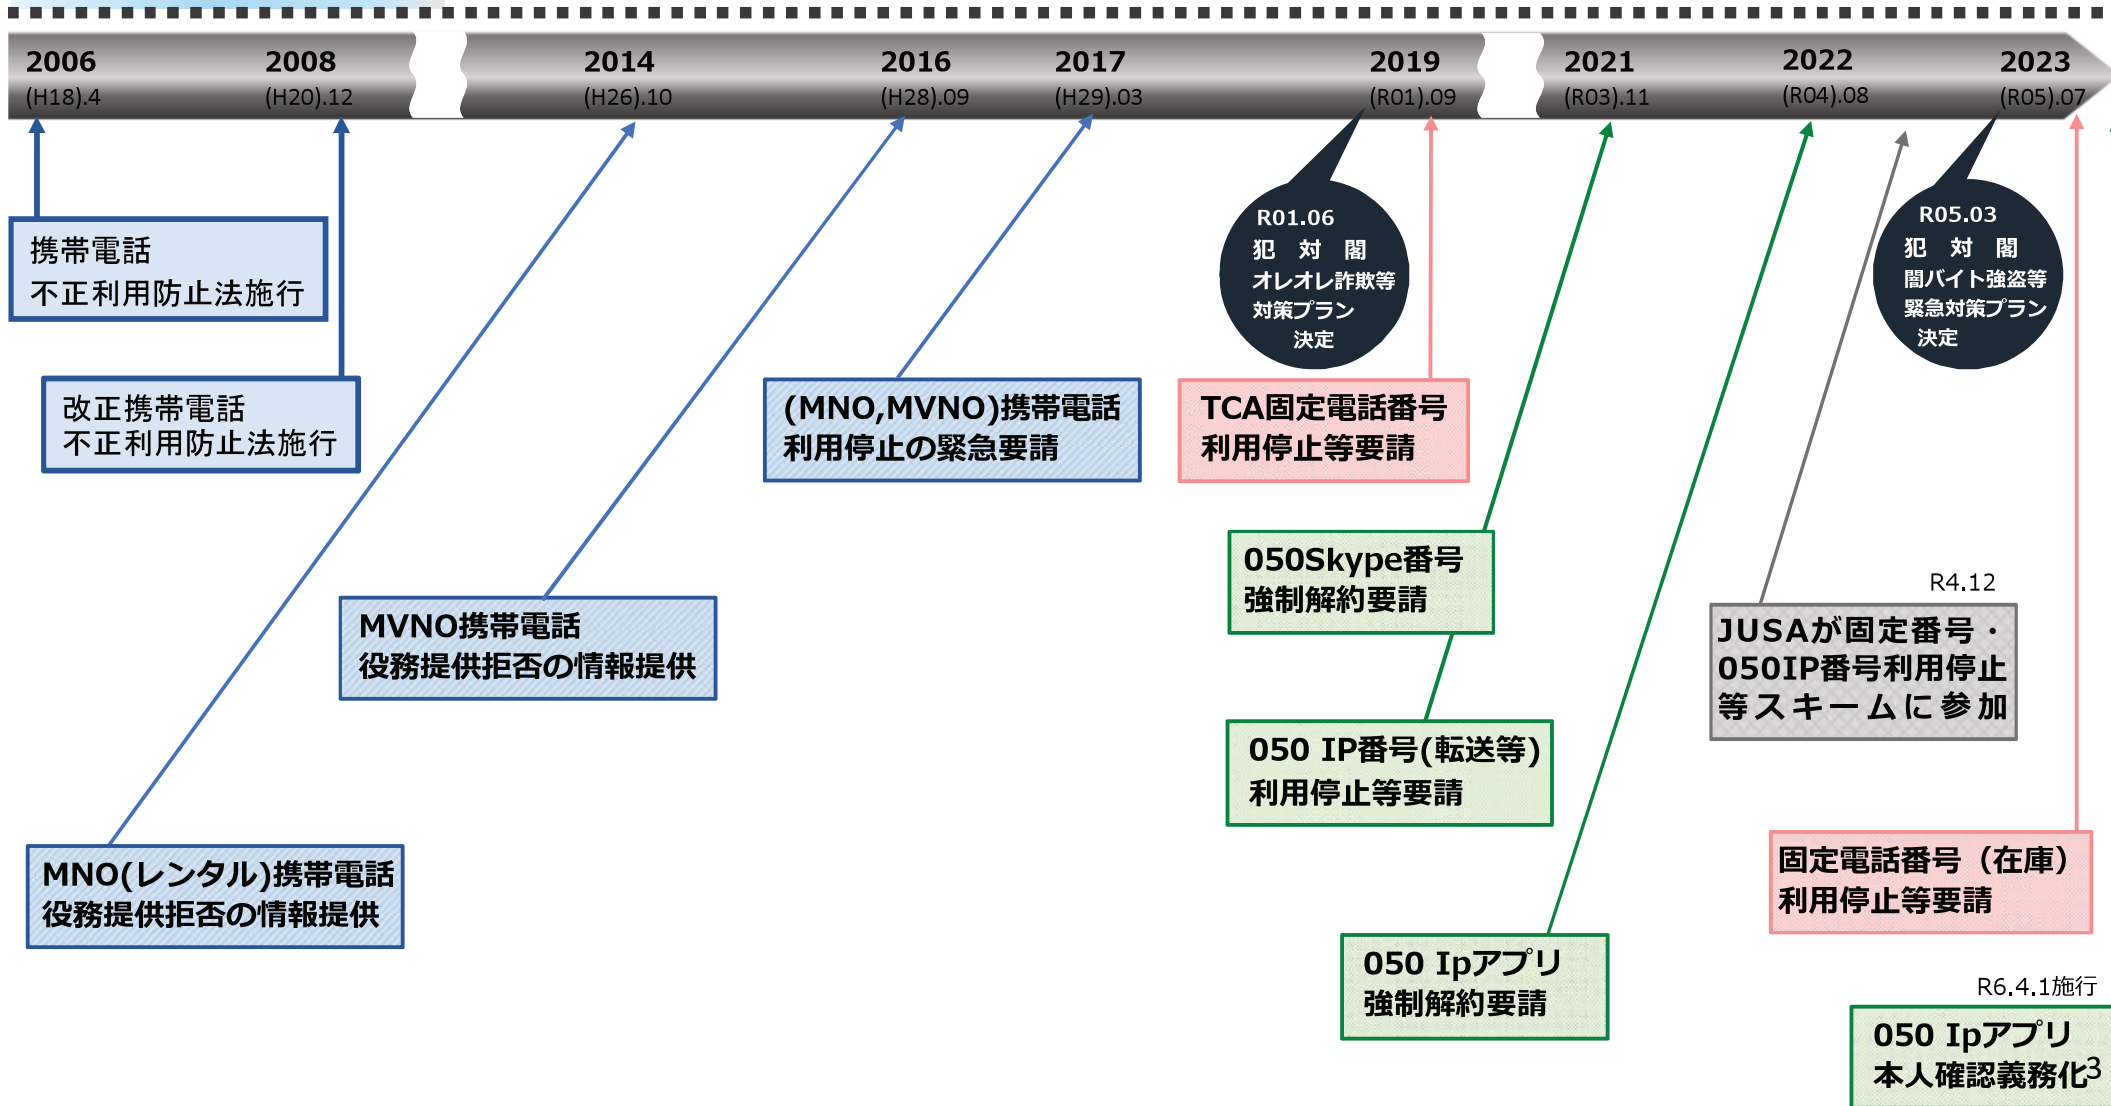 2006
(H18).4
2008
(H20).12
2014
(H26).10
2016
(H28).09
2017
(H29).03
2019
(R01).09
2021
(R03).11
2022
(R04).08
2023
(R05).07
携帯電話
不正利用防止法施行
改正携帯電話
不正利用防止法施行
(MNO,MVNO)携帯電話
利用停止の緊急要請
R01.06
犯　対　閣
オレオレ詐欺等
対策プラン
決定
TCA固定電話番号
利用停止等要請
R05.03
犯　対　閣
闇バイト強盗等
緊急対策プラン
決定
050Skype番号
強制解約要請
MVNO携帯電話
役務提供拒否の情報提供
R4.12
JUSAが固定番号・
050IP番号利用停止
等スキームに参加
050 IP番号(転送等)
利用停止等要請
MNO(レンタル)携帯電話
役務提供拒否の情報提供
固定電話番号（在庫）
利用停止等要請
050 Ipアプリ
強制解約要請
R6.4.1施行
050 Ipアプリ
本人確認義務化
3